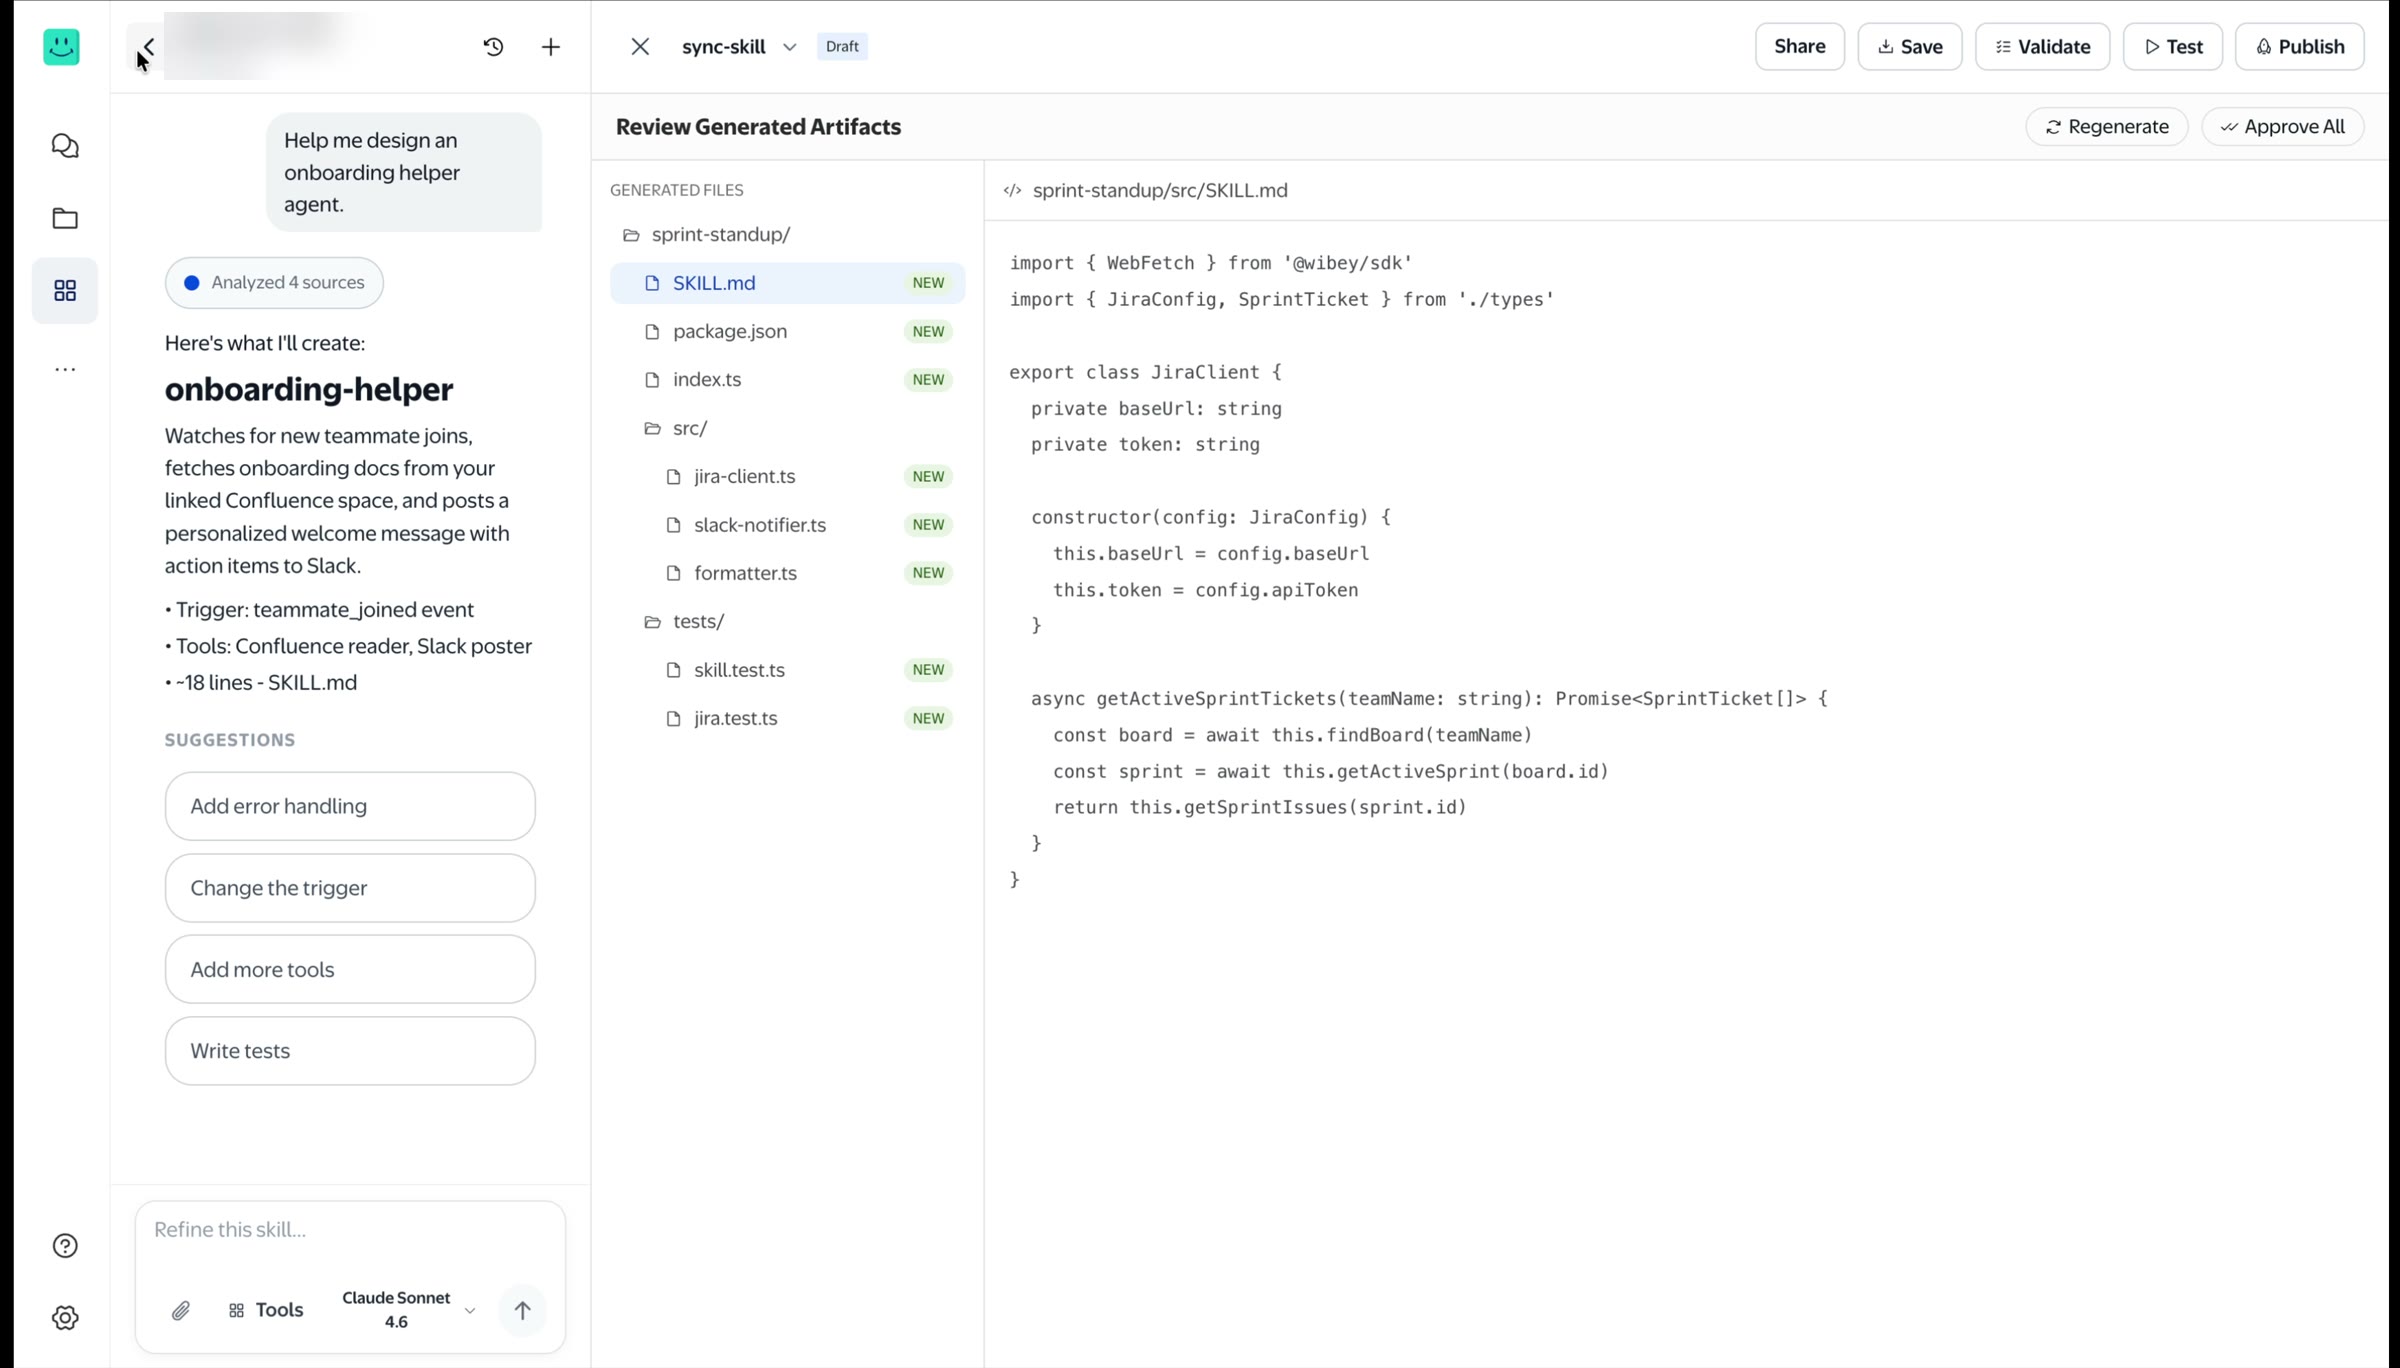 sync-skill
Draft
Share
Save
Validate
Test
Publish
Help me design an
onboarding helper
agent.
Analyzed 4 sources
Here's what I'll create:
onboarding-helper
Watches for new teammate joins,
fetches onboarding docs from your
linked Confluence space, and posts a
personalized welcome message with
action items to Slack.
• Trigger: teammate_joined event
• Tools: Confluence reader, Slack poster
• ~18 lines - SKILL.md
SUGGESTIONS
Add error handling
Change the trigger
Add more tools
Write tests
Refine this skill...
Tools
Claude Sonnet
4.6
Review Generated Artifacts
Regenerate
Approve All
GENERATED FILES
sprint-standup/
SKILL.md NEW
package.json NEW
index.ts NEW
src/
jira-client.ts NEW
slack-notifier.ts NEW
formatter.ts NEW
tests/
skill.test.ts NEW
jira.test.ts NEW
</> sprint-standup/src/SKILL.md
import { WebFetch } from '@wibey/sdk'
import { JiraConfig, SprintTicket } from './types'
export class JiraClient {
private baseUrl: string
private token: string
constructor(config: JiraConfig) {
this.baseUrl = config.baseUrl
this.token = config.apiToken
}
async getActiveSprintTickets(teamName: string): Promise<SprintTicket[]> {
const board = await this.findBoard(teamName)
const sprint = await this.getActiveSprint(board.id)
return this.getSprintIssues(sprint.id)
}
}